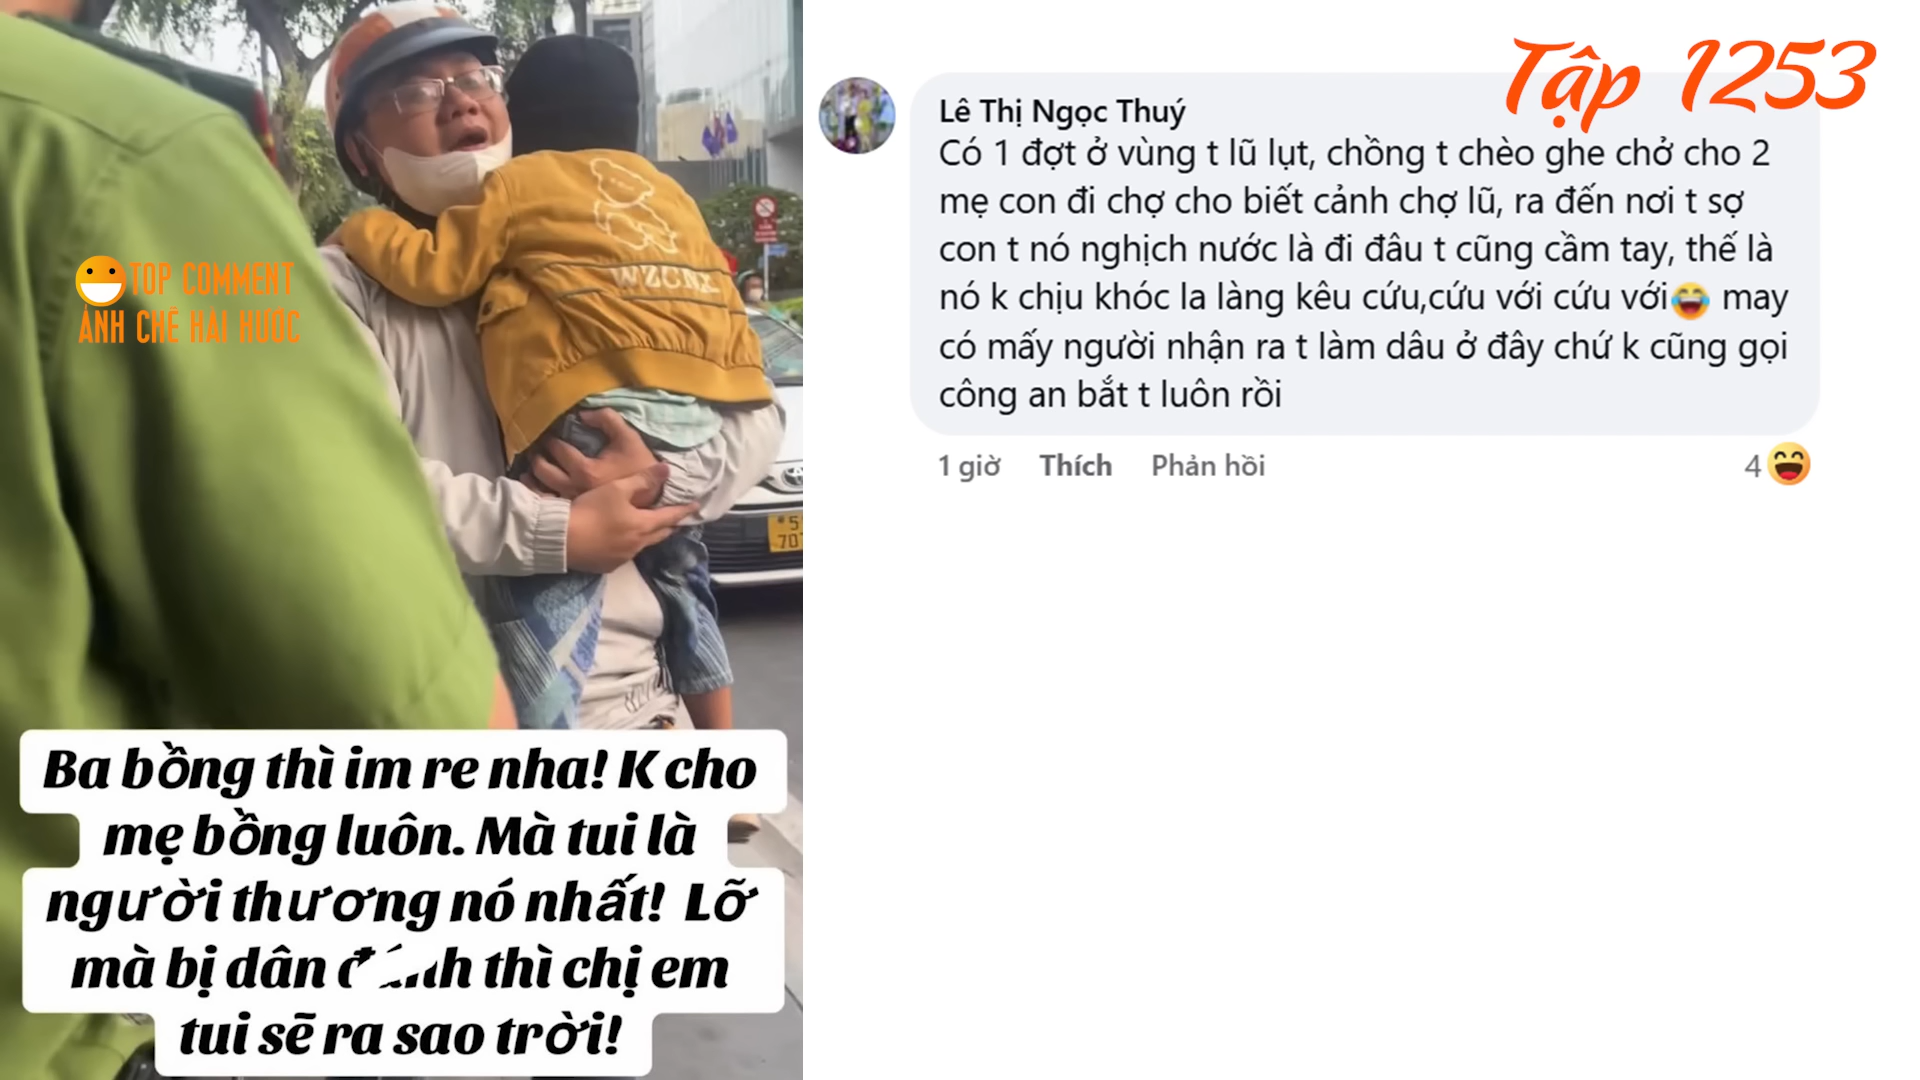 Tập 1253
TOP COMMENT
ẢNH CHẾ HÀI HƯỚC
WZCNX
Ba bồng thì im re nha! K cho
mẹ bồng luôn. Mà tui là
người thương nó nhất! Lỡ
mà bị dân thì chị em
tui sẽ ra sao trời!
Lê Thị Ngọc Thuý
Có 1 đợt ở vùng t lũ lụt, chồng t chèo ghe chở cho 2
mẹ con đi chợ cho biết cảnh chợ lũ, ra đến nơi t sợ
con t nó nghịch nước là đi đâu t cũng cầm tay, thế là
nó k chịu khóc la làng kêu cứu,cứu với cứu với😂 may
có mấy người nhận ra t làm dâu ở đây chứ k cũng gọi
công an bắt t luôn rồi
1 giờ Thích Phản hồi 4